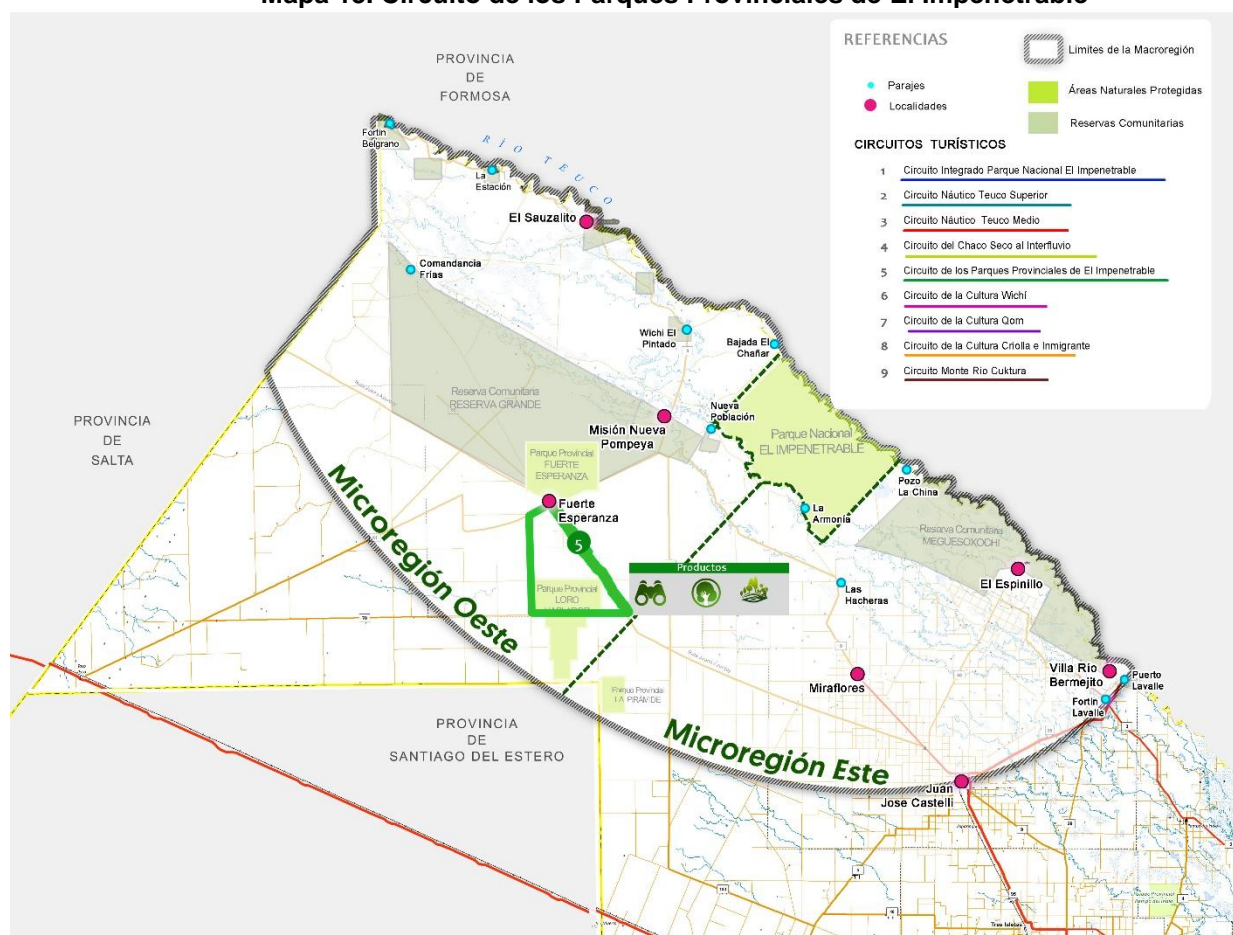 Mapa 18. Circuito de los Parques Provinciales de El Impenetrable
REFERENCIAS
Parajes
Localidades
Limites de la Macroregión
Áreas Naturales Protegidas
Reservas Comunitarias
CIRCUITOS TURÍSTICOS
1 Circuito Integrado Parque Nacional El Impenetrable
2 Circuito Náutico Teuco Superior
3 Circuito Náutico Teuco Medio
4 Circuito del Chaco Seco al Interfluvio
5 Circuito de los Parques Provinciales de El Impenetrable
6 Circuito de la Cultura Wichí
7 Circuito de la Cultura Qom
8 Circuito de la Cultura Criolla e Inmigrante
9 Circuito Monte Rio Cuktura
PROVINCIA
DE
FORMOSA
Fortin
Belgrano
RÍO TEUCO
La
Estación
El Sauzalito
Comandancia
Frías
Wichi El
Pintado
Bajada El
Chañar
Reserva Comunitaria
RESERVA GRANDE
Nueva
Población
Misión Nueva
Pompeya
Parque Nacional
EL IMPENETRABLE
PROVINCIA
DE
SALTA
Parque Provincial
FUERTE
ESPERANZA
Pozo
La China
Fuerte
Esperanza
La
Armonía
Reserva Comunitaria
MEGUESOXOCHI
5
El Espinillo
Productos
Parque Provincial
LORO
Las
Hacheras
Microregión Oeste
Villa Río
Bermejito
Puerto
Lavalle
Miraflores
Fortin
Lavalle
Parque Provincial
LA PIRÁMIDE
PROVINCIA
DE
SANTIAGO DEL ESTERO
Microregión Este
Juan
Jose Castelli
Tres Isletas